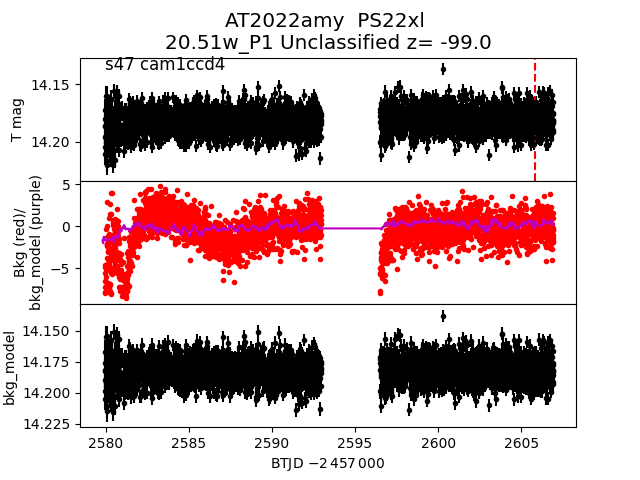 AT2022amy  PS22xl
20.51w_P1 Unclassified z= -99.0
s47 cam1ccd4
T mag
14.15
14.20
Bkg (red)/
bkg_model (purple)
5
0
−5
bkg_model
14.150
14.175
14.200
14.225
2580 2585 2590 2595 2600 2605
BTJD −2 457 000